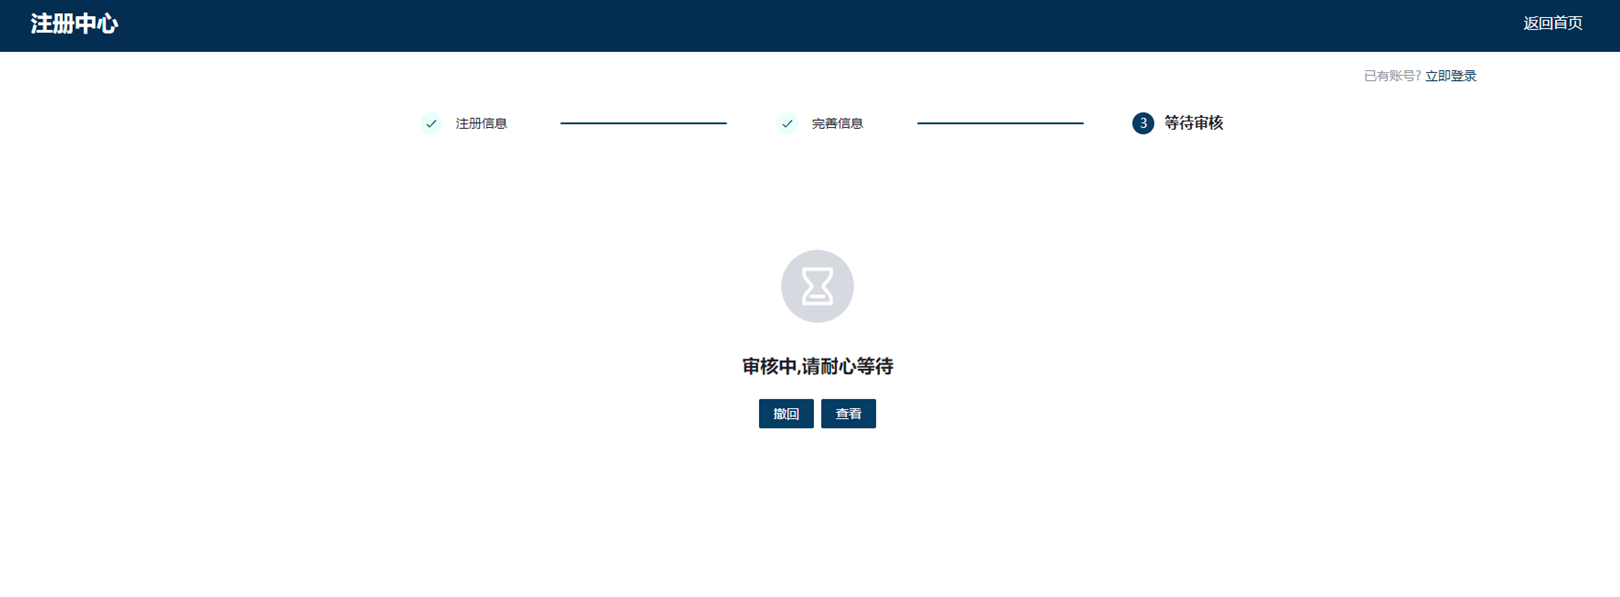 注册中心
返回首页
已有账号? 立即登录
注册信息
完善信息
3 等待审核
审核中,请耐心等待
撤回 查看